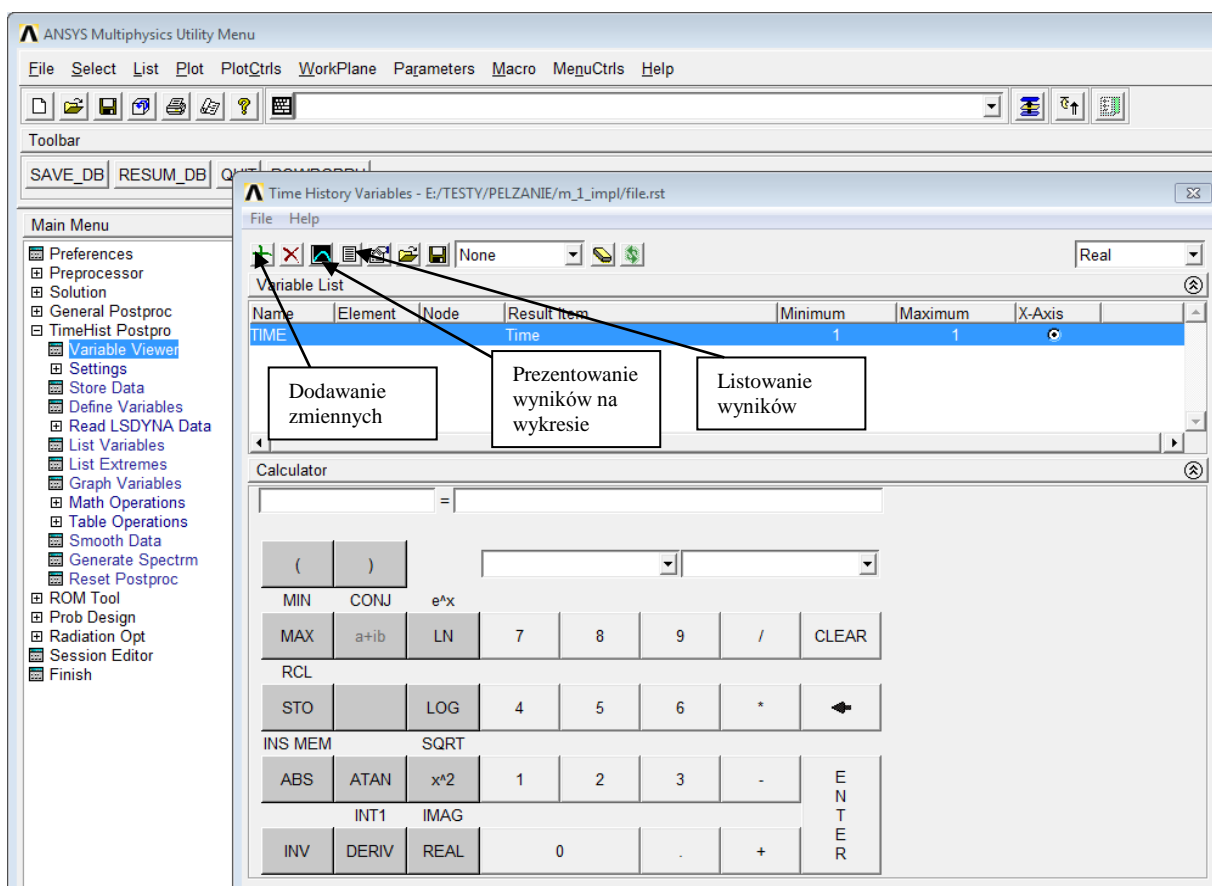 ANSYS Multiphysics Utility Menu
File Select List Plot PlotCtrls WorkPlane Parameters Macro MenuCtrls Help
Toolbar
SAVE_DB RESUM_DB
Main Menu
Preferences
Preprocessor
Solution
General Postproc
TimeHist Postpro
Variable Viewer
Settings
Store Data
Define Variables
Read LSDYNA Data
List Variables
List Extremes
Graph Variables
Math Operations
Table Operations
Smooth Data
Generate Spectrm
Reset Postproc
ROM Tool
Prob Design
Radiation Opt
Session Editor
Finish
Time History Variables - E:/TESTY/PELZANIE/m_1_impl/file.rst
File Help
None Real
Variable List
Name Element Node Result Item Minimum Maximum X-Axis
TIME Time 1 1
Dodawanie
zmiennych
Prezentowanie
wyników na
wykresie
Listowanie
wyników
Calculator
=
( )
MIN CONJ e^x
MAX a+ib LN 7 8 9 / CLEAR
RCL
STO LOG 4 5 6 *
INS MEM SQRT
ABS ATAN x^2 1 2 3 - ENTER
INT1 IMAG
INV DERIV REAL 0 . +